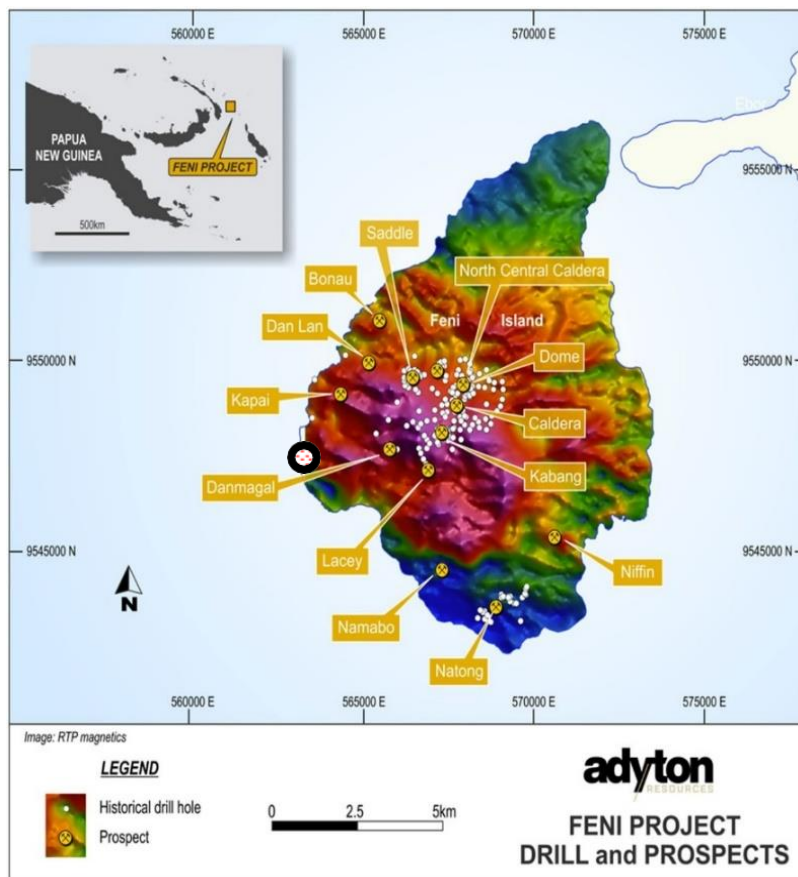 560000 E
565000 E
570000 E
575000 E
PAPUA
NEW GUINEA
FENI PROJECT
500km
Ebor
9555000 N
9555000 N
Saddle
North Central Caldera
Bonau
Feni Island
Dan Lan
Dome
9550000 N
9550000 N
Kapai
Caldera
Danmagal
Kabang
Lacey
9545000 N
9545000 N
Niffin
N
Namabo
Natong
560000 E
565000 E
570000 E
575000 E
Image: RTP magnetics
LEGEND
Historical drill hole
Prospect
0 2.5 5km
adyton
RESOURCES
FENI PROJECT
DRILL and PROSPECTS